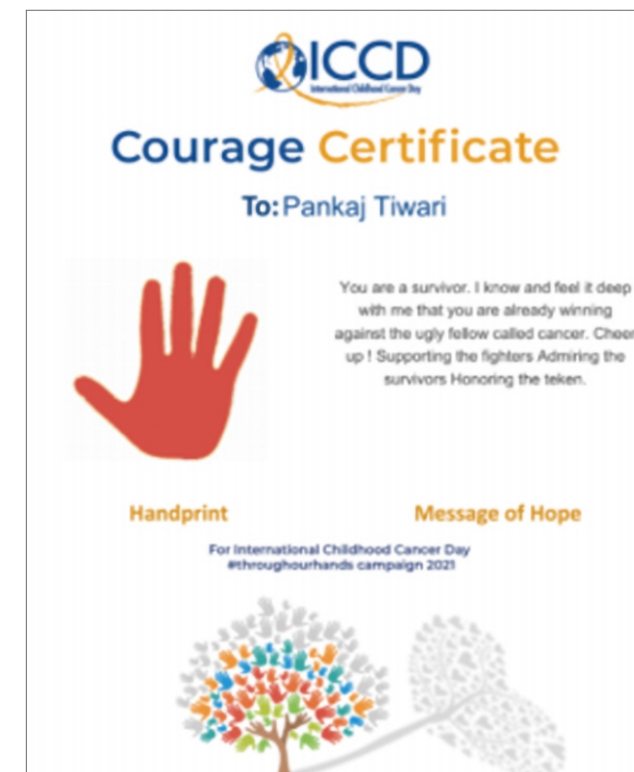 ICCD
International Childhood Cancer Day
Courage Certificate
To: Pankaj Tiwari
You are a survivor. I know and feel it deep
with me that you are already winning
against the ugly fellow called cancer. Cheer
up ! Supporting the fighters Admiring the
survivors Honoring the teken.
Handprint
Message of Hope
For International Childhood Cancer Day
#throughourhands campaign 2021